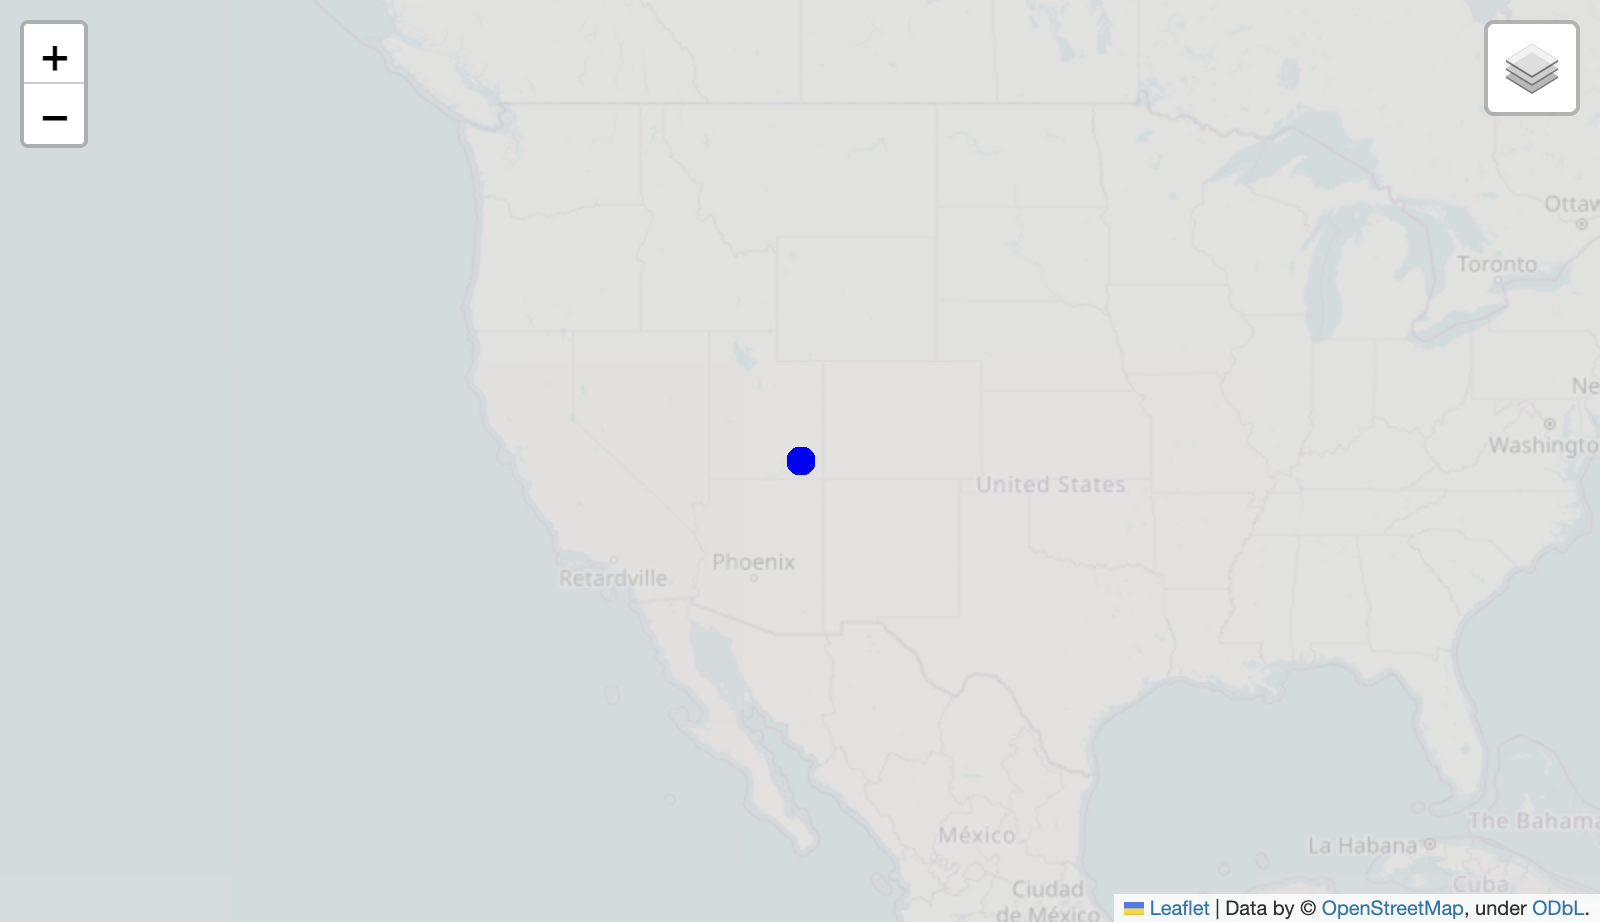 +
−
Ottaw
Toronto
Ne
Washingto
United States
Phoenix
Retardville
México
La Habana
The Bahama
Cuba
Ciudad
de México
Leaflet | Data by © OpenStreetMap, under ODbL.